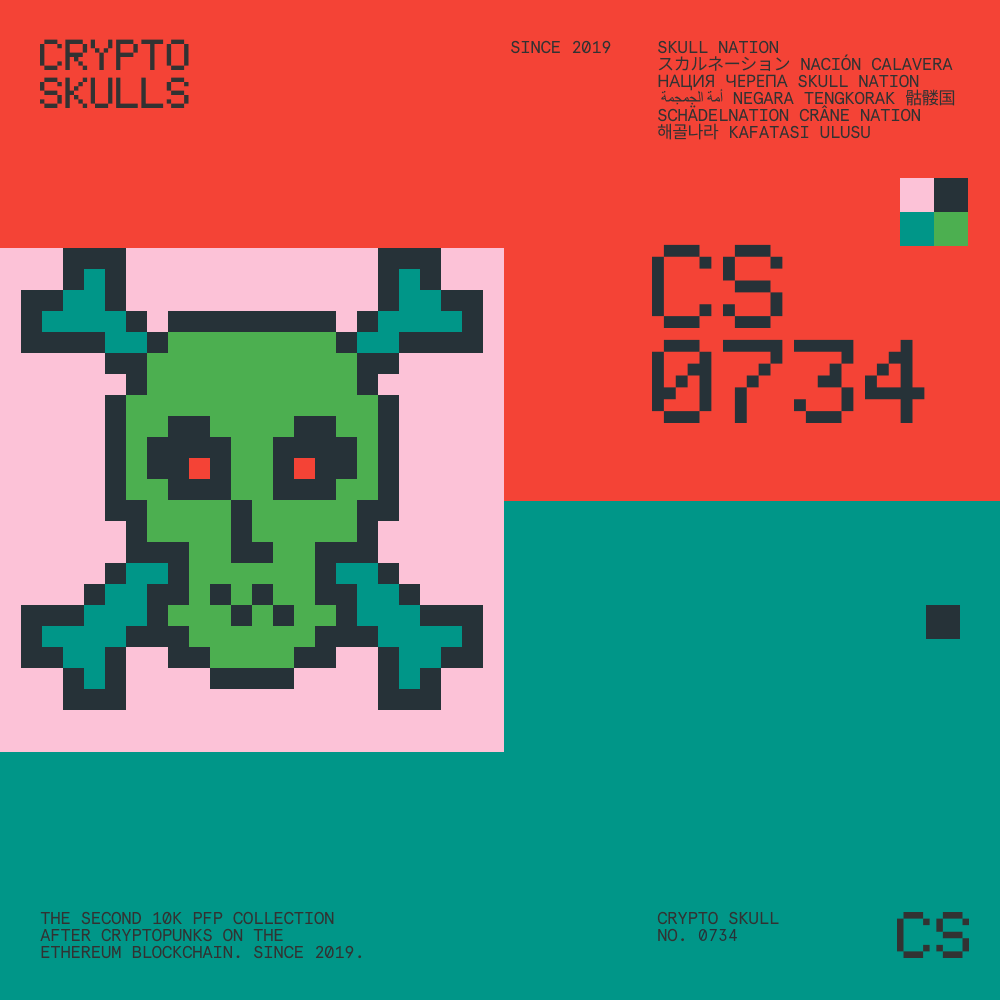 CRYPTO
SKULLS
SINCE 2019
SKULL NATION
スカルネーション NACIÓN CALAVERA
НАЦИЯ ЧЕРЕПА SKULL NATION
أمة الجمجمة NEGARA TENGKORAK 骷髅国
SCHÄDELNATION CRÂNE NATION
해골나라 KAFATASI ULUSU
CS
0734
THE SECOND 10K PFP COLLECTION
AFTER CRYPTOPUNKS ON THE
ETHEREUM BLOCKCHAIN. SINCE 2019.
CRYPTO SKULL
NO. 0734
CS